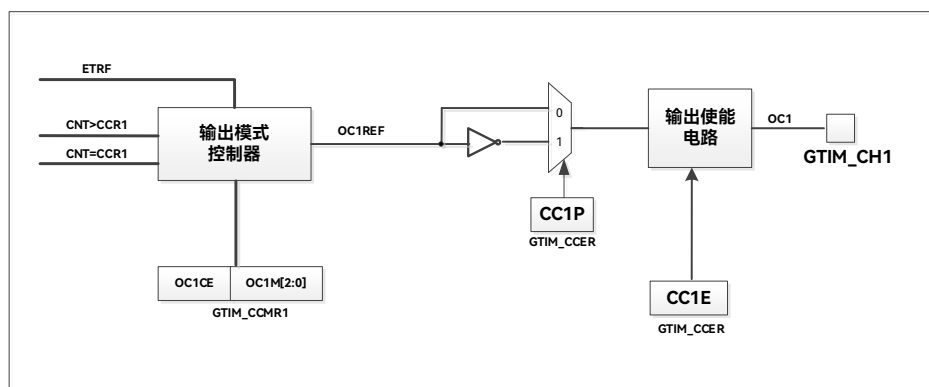 ETRF
CNT>CCR1
CNT=CCR1
输出模式
控制器
OC1REF
0
1
输出使能
电路
OC1
GTIM_CH1
CC1P
GTIM_CCER
OC1CE
OC1M[2:0]
GTIM_CCMR1
CC1E
GTIM_CCER